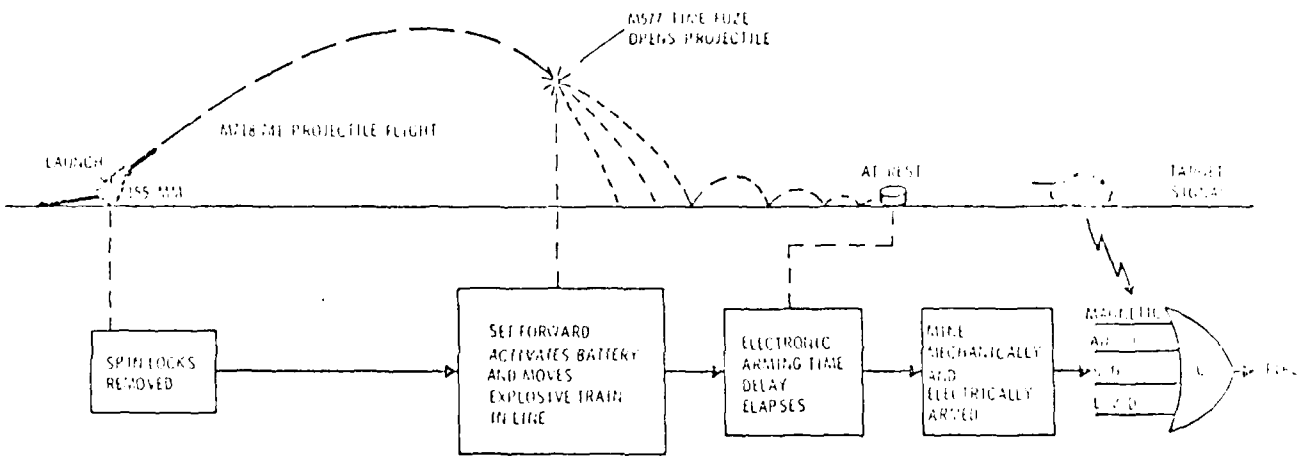 M577 TIME FUZE
OPENS PROJECTILE
M718/741 PROJECTILE FLIGHT
LAUNCH
155 MM
AT REST
TARGET
SIGNAL
SPIN LOCKS
REMOVED
SET FORWARD
ACTIVATES BATTERY
AND MOVES
EXPLOSIVE TRAIN
IN LINE
ELECTRONIC
ARMING TIME
DELAY
ELAPSES
MINE
MECHANICALLY
AND
ELECTRICALLY
ARMED
MAGNETIC
FIRE